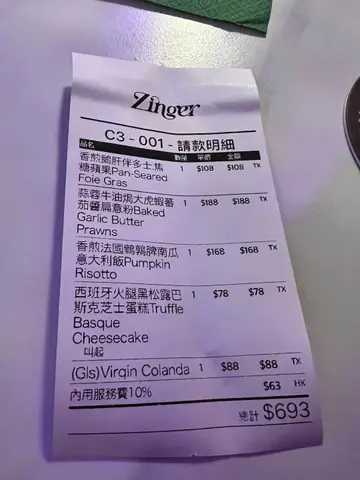 Zinger
C3-001-請款明細
品名 數量 單價 金額
香煎鵝肝伴多士,焦 1 $108 $108 TX
糖蘋果Pan-Seared
Foie Gras
蒜蓉牛油焗大虎蝦蕃 1 $188 $188 TX
茄醬扁意粉Baked
Garlic Butter
Prawns
香煎法國鵪鶉脾南瓜 1 $168 $168 TX
意大利飯Pumpkin
Risotto
西班牙火腿黑松露巴 1 $78 $78 TX
斯克芝士蛋糕Truffle
Basque
Cheesecake
叫起
(Gls)Virgin Colanda 1 $88 $88 TX
內用服務費10% $63 HK
總計 $693